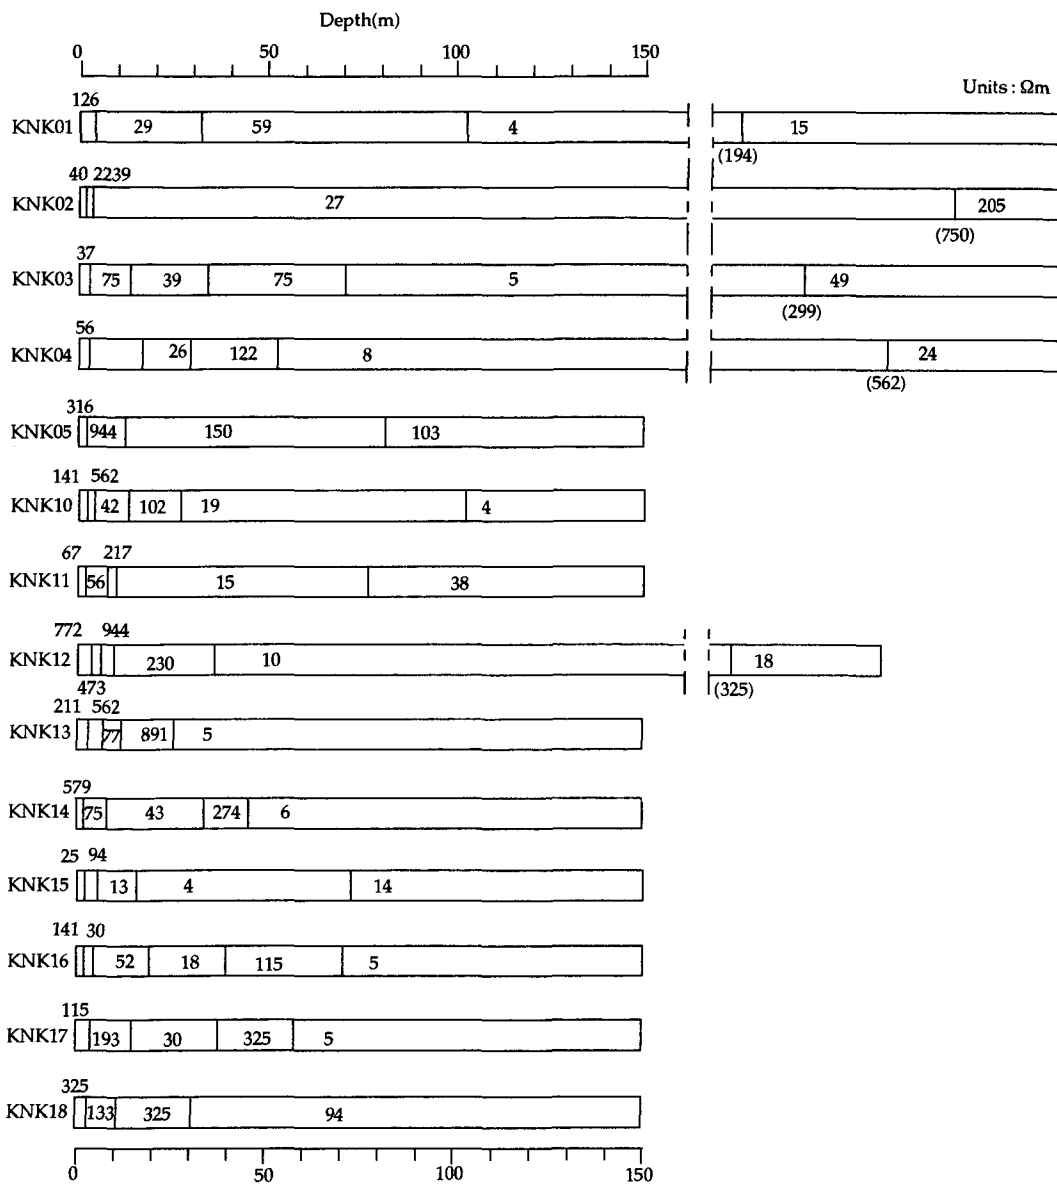 Depth(m)
0 50 100 150
Units : Ωm
126
KNK01 29 59 4 15
(194)
40 2239
KNK02 27 205
(750)
37
KNK03 75 39 75 5 49
(299)
56
KNK04 26 122 8 24
(562)
316
KNK05 944 150 103
141 562
KNK10 42 102 19 4
67 217
KNK11 56 15 38
772 944
KNK12 230 10 18
473 (325)
211 562
KNK13 77 891 5
579
KNK14 75 43 274 6
25 94
KNK15 13 4 14
141 30
KNK16 52 18 115 5
115
KNK17 193 30 325 5
325
KNK18 133 325 94
0 50 100 150